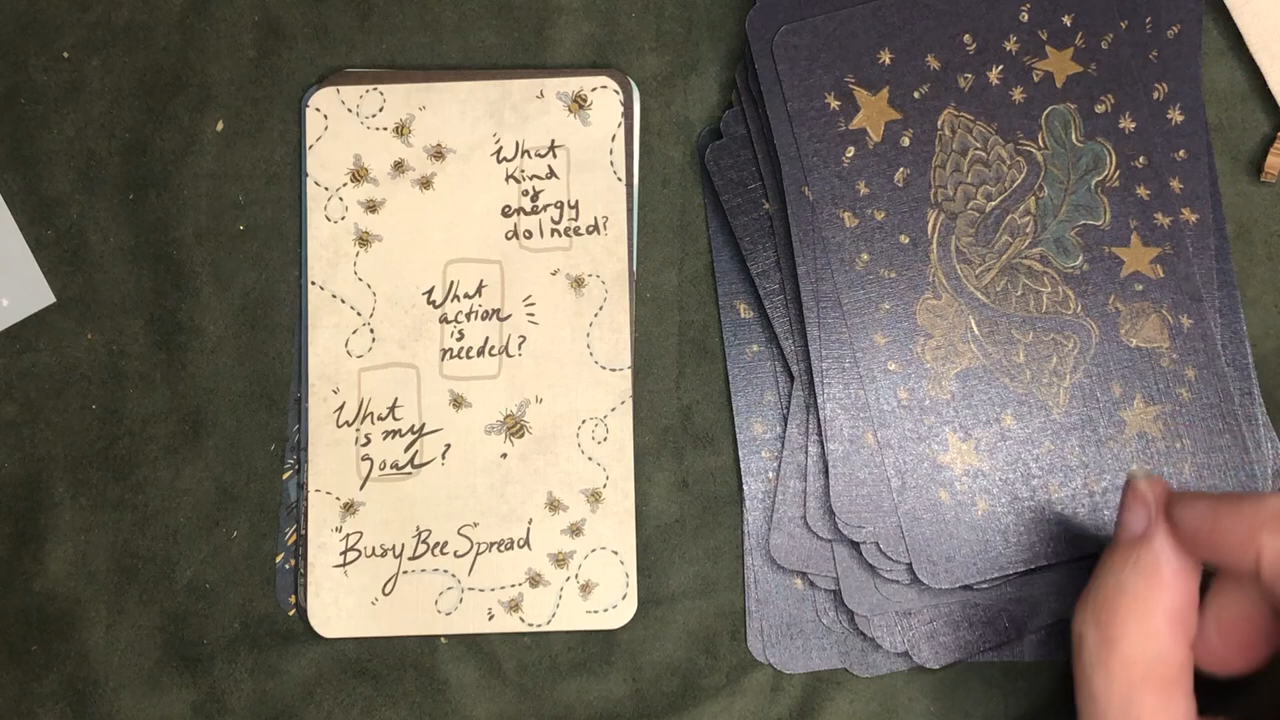 What
Kind
of
energy
do I need?
What
action
is
needed?
What
is my
goal?
"Busy Bee Spread"